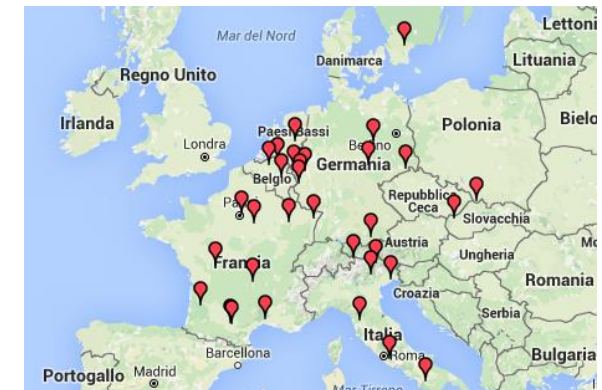 Lettoni
Mar del Nord
Danimarca
Lituania
Regno Unito
Irlanda
Paesi Bassi
Polonia
Bielo
Londra
Germania
Belgio
Repubblica
Ceca
Slovacchia
Austria
Ungheria
Francia
Croazia
Romania
Serbia
Italia
Barcellona
Roma
Bulgaria
Portogallo
Madrid
Mar Tirreno